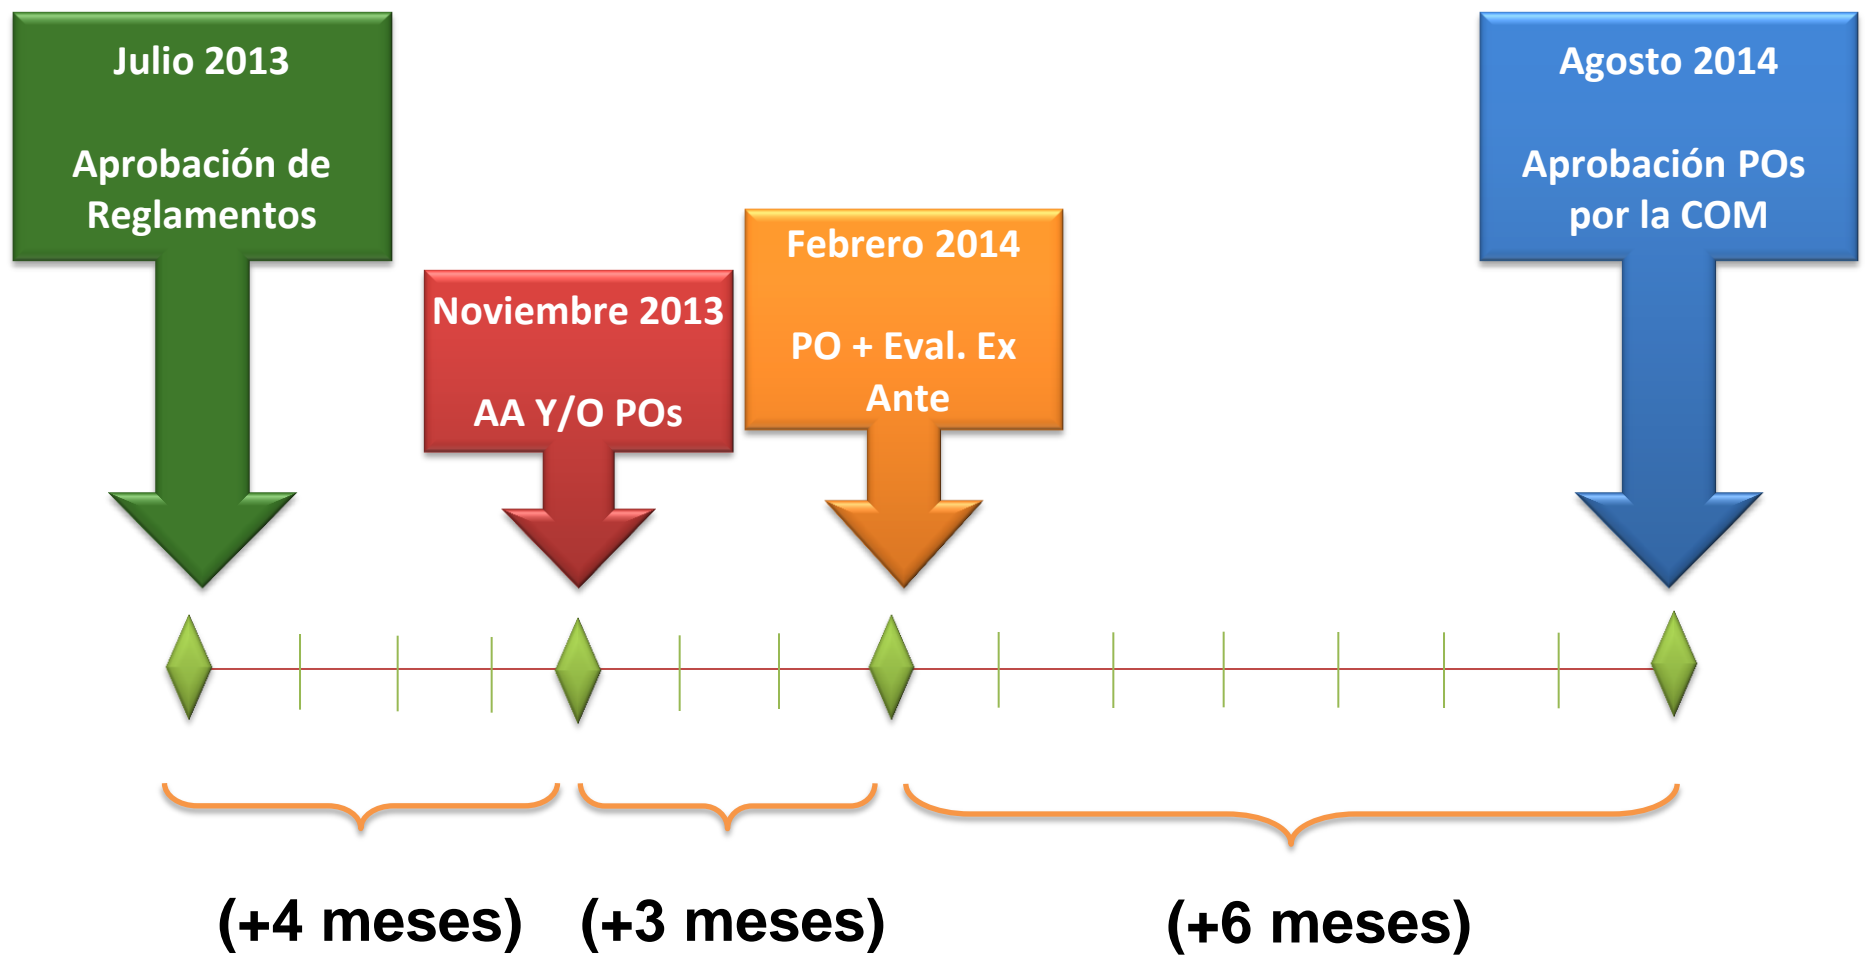 Julio 2013
Aprobación de
Reglamentos
Noviembre 2013
AA Y/O POs
Febrero 2014
PO + Eval. Ex
Ante
Agosto 2014
Aprobación POs
por la COM
(+4 meses)
(+3 meses)
(+6 meses)